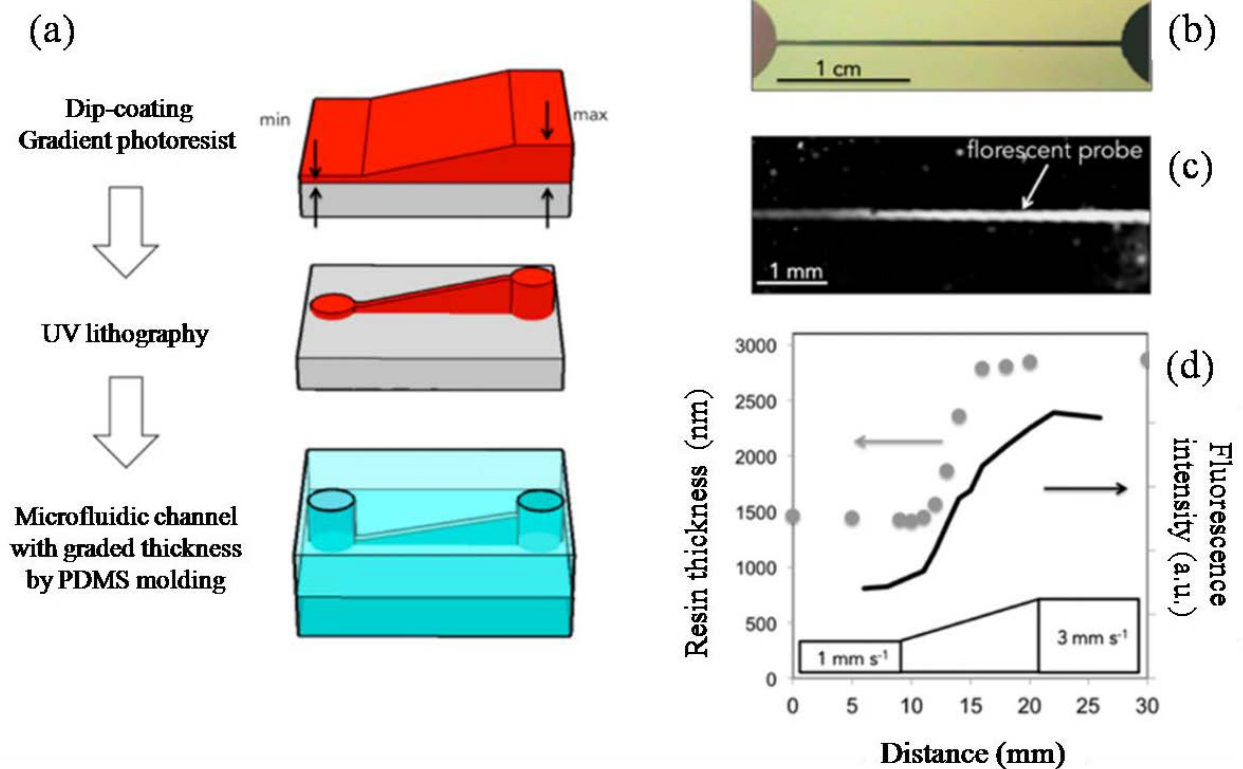 (a)
Dip-coating
Gradient photoresist
min
max
UV lithography
Microfluidic channel
with graded thickness
by PDMS molding
(b)
1 cm
(c)
florescent probe
1 mm
(d)
Resin thickness (nm)
3000
2500
2000
1500
1000
500
0
Fluorescence
intensity (a.u.)
1 mm s⁻¹
3 mm s⁻¹
0 5 10 15 20 25 30
Distance (mm)